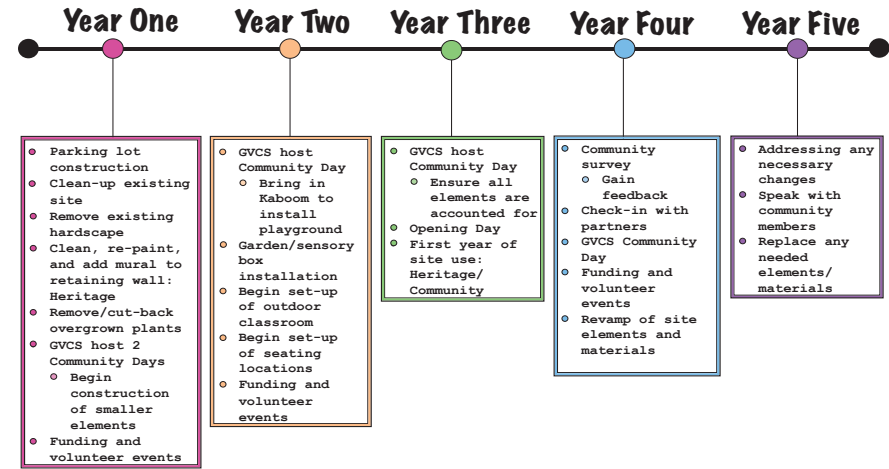 Year One
Year Two
Year Three
Year Four
Year Five
Parking lot
construction
Clean-up existing
site
Remove existing
hardscape
Clean, re-paint,
and add mural to
retaining wall:
Heritage
Remove/cut-back
overgrown plants
GVCS host 2
Community Days
Begin
construction
of smaller
elements
Funding and
volunteer events
GVCS host
Community Day
Bring in
Kaboom to
install
playground
Garden/sensory
box
installation
Begin set-up
of outdoor
classroom
Begin set-up
of seating
locations
Funding and
volunteer
events
GVCS host
Community Day
Ensure all
elements are
accounted for
Opening Day
First year of
site use:
Heritage/
Community
Community
survey
Gain
feedback
Check-in with
partners
GVCS Community
Day
Funding and
volunteer
events
Revamp of site
elements and
materials
Addressing any
necessary
changes
Speak with
community
members
Replace any
needed
elements/
materials